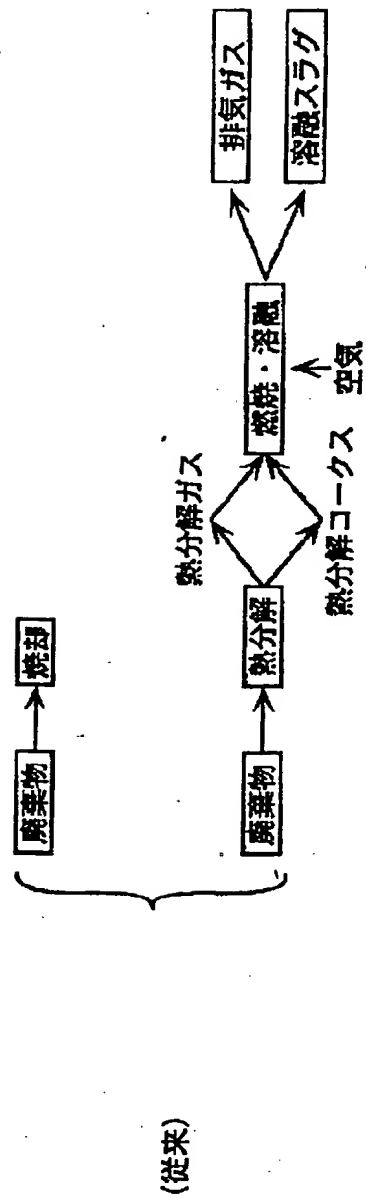 (従来)
廃棄物
焼却
廃棄物
熱分解
熱分解ガス
熱分解コークス
燃焼・溶融
空気
排気ガス
溶融スラグ